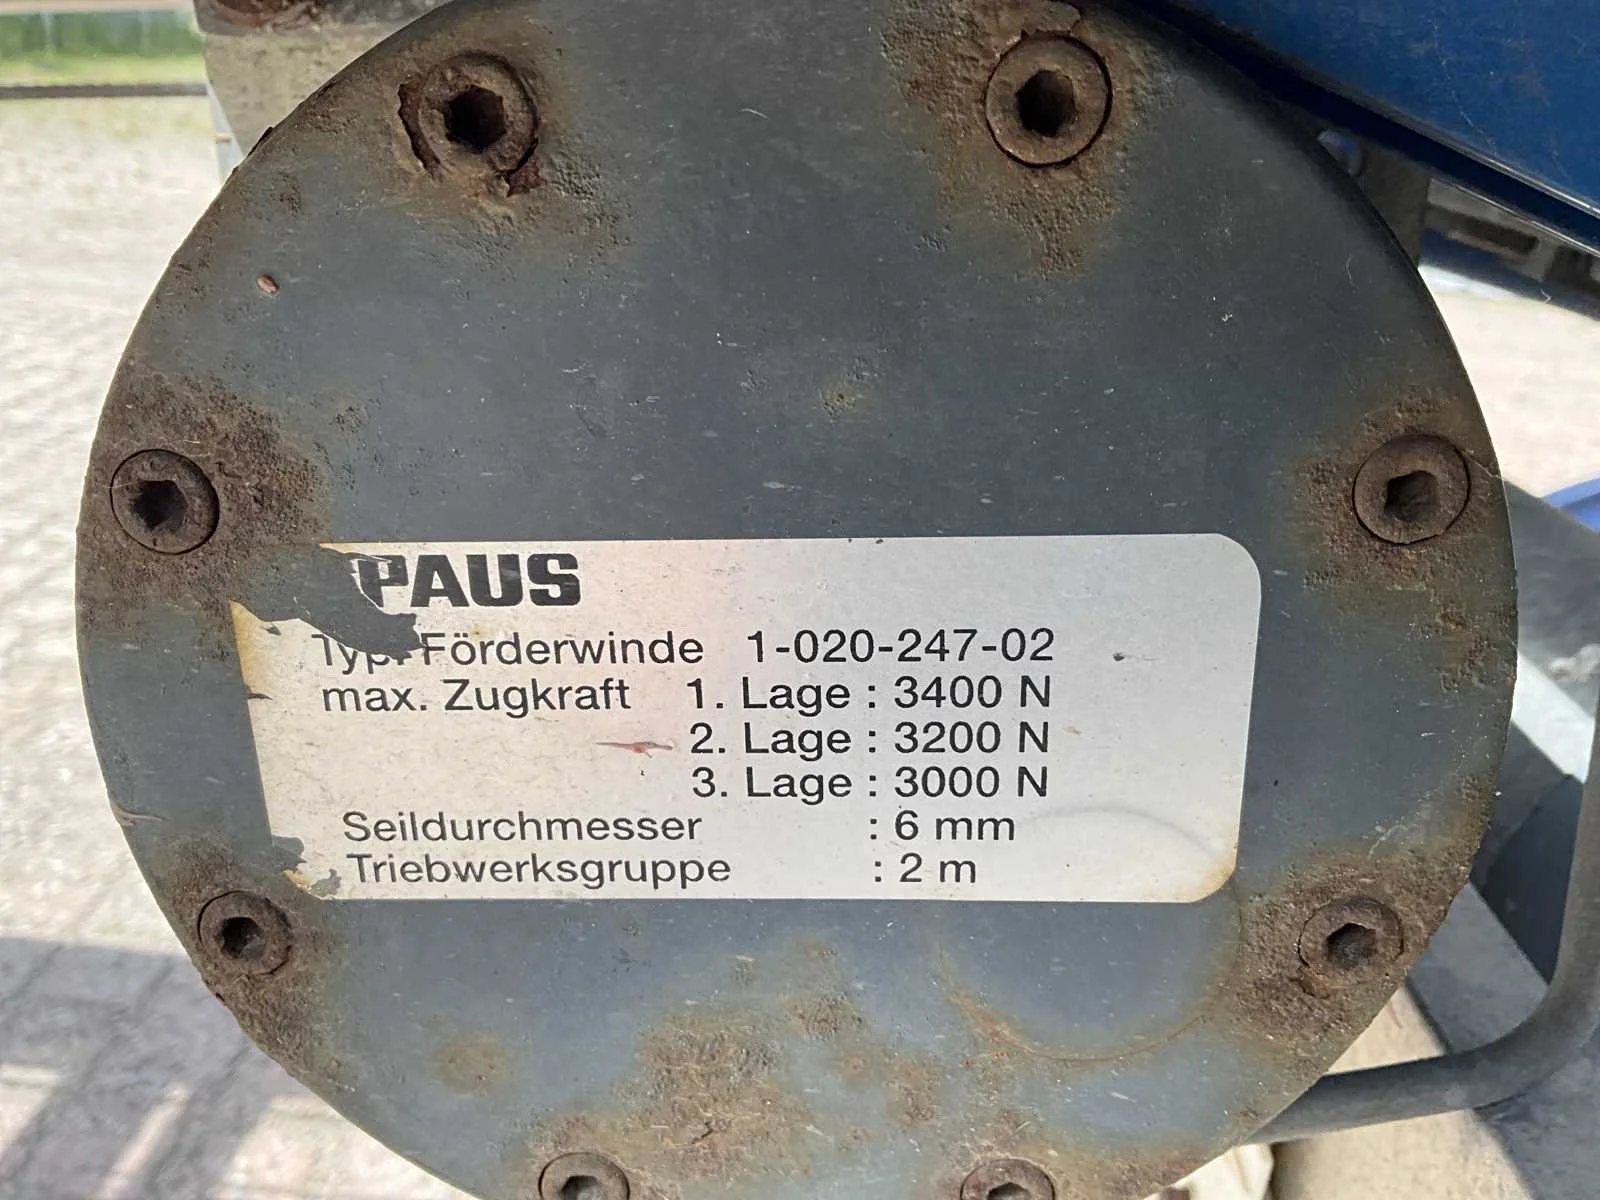 PAUS
Typ. Förderwinde 1-020-247-02
max. Zugkraft 1. Lage : 3400 N
2. Lage : 3200 N
3. Lage : 3000 N
Seildurchmesser : 6 mm
Triebwerksgruppe : 2 m